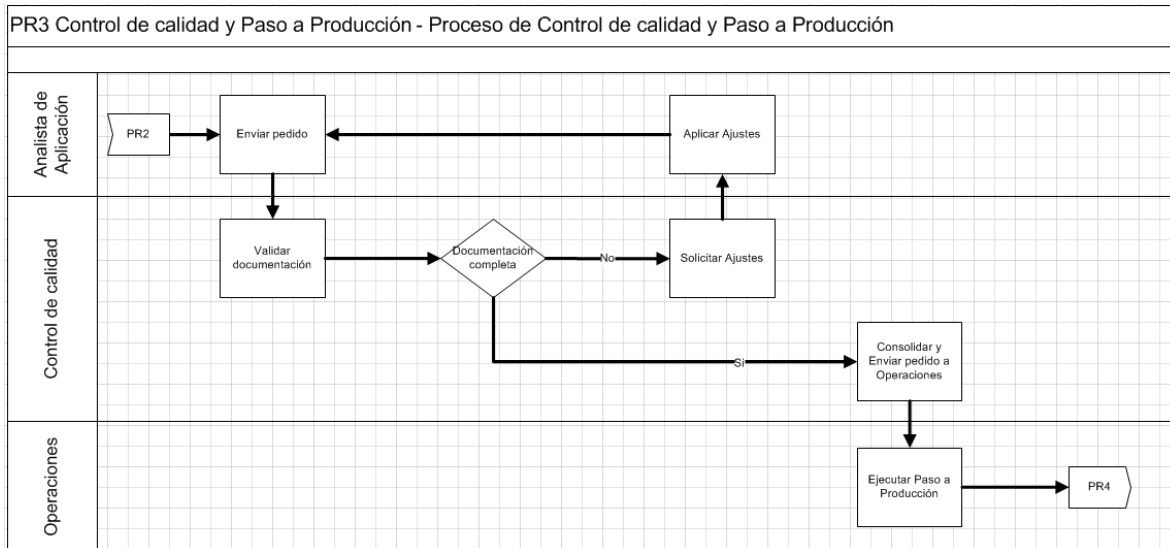 PR3 Control de calidad y Paso a Producción - Proceso de Control de calidad y Paso a Producción
Analista de
Aplicación
PR2
Enviar pedido
Aplicar Ajustes
Control de calidad
Validar
documentación
Documentación
completa
No
Solicitar Ajustes
Si
Consolidar y
Enviar pedido a
Operaciones
Operaciones
Ejecutar Paso a
Producción
PR4